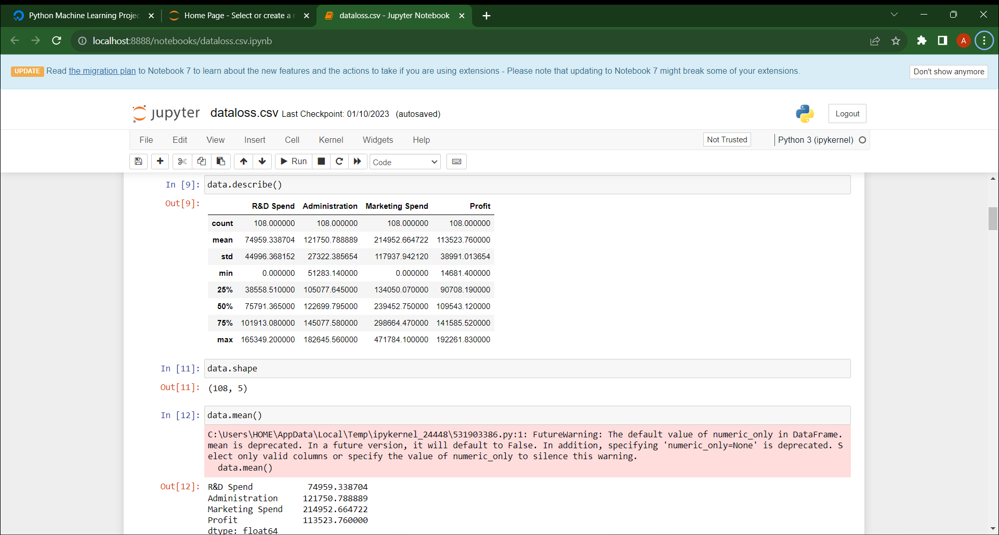 Python Machine Learning Projec
Home Page - Select or create a n
dataloss.csv - Jupyter Notebook
localhost:8888/notebooks/dataloss.csv.ipynb
A
UPDATE Read the migration plan to Notebook 7 to learn about the new features and the actions to take if you are using extensions - Please note that updating to Notebook 7 might break some of your extensions.
Don't show anymore
jupyter dataloss.csv Last Checkpoint: 01/10/2023 (autosaved)
Logout
File Edit View Insert Cell Kernel Widgets Help
Not Trusted
Python 3 (ipykernel)
Run
Code
In [9]: data.describe()
Out[9]:
R&D Spend Administration Marketing Spend Profit
count 108.000000 108.000000 108.000000 108.000000
mean 74959.338704 121750.788889 214952.664722 113523.760000
std 44996.368152 27322.385654 117937.942120 38991.013654
min 0.000000 51283.140000 0.000000 14681.400000
25% 38558.510000 105077.645000 134050.070000 90708.190000
50% 75791.365000 122699.795000 239452.750000 109543.120000
75% 101913.080000 145077.580000 298664.470000 141585.520000
max 165349.200000 182645.560000 471784.100000 192261.830000
In [11]: data.shape
Out[11]: (108, 5)
In [12]: data.mean()
C:\Users\HOME\AppData\Local\Temp\ipykernel_24448\531903386.py:1: FutureWarning: The default value of numeric_only in DataFrame.
mean is deprecated. In a future version, it will default to False. In addition, specifying 'numeric_only=None' is deprecated. S
elect only valid columns or specify the value of numeric_only to silence this warning.
data.mean()
Out[12]: R&D Spend 74959.338704
Administration 121750.788889
Marketing Spend 214952.664722
Profit 113523.760000
dtype: float64